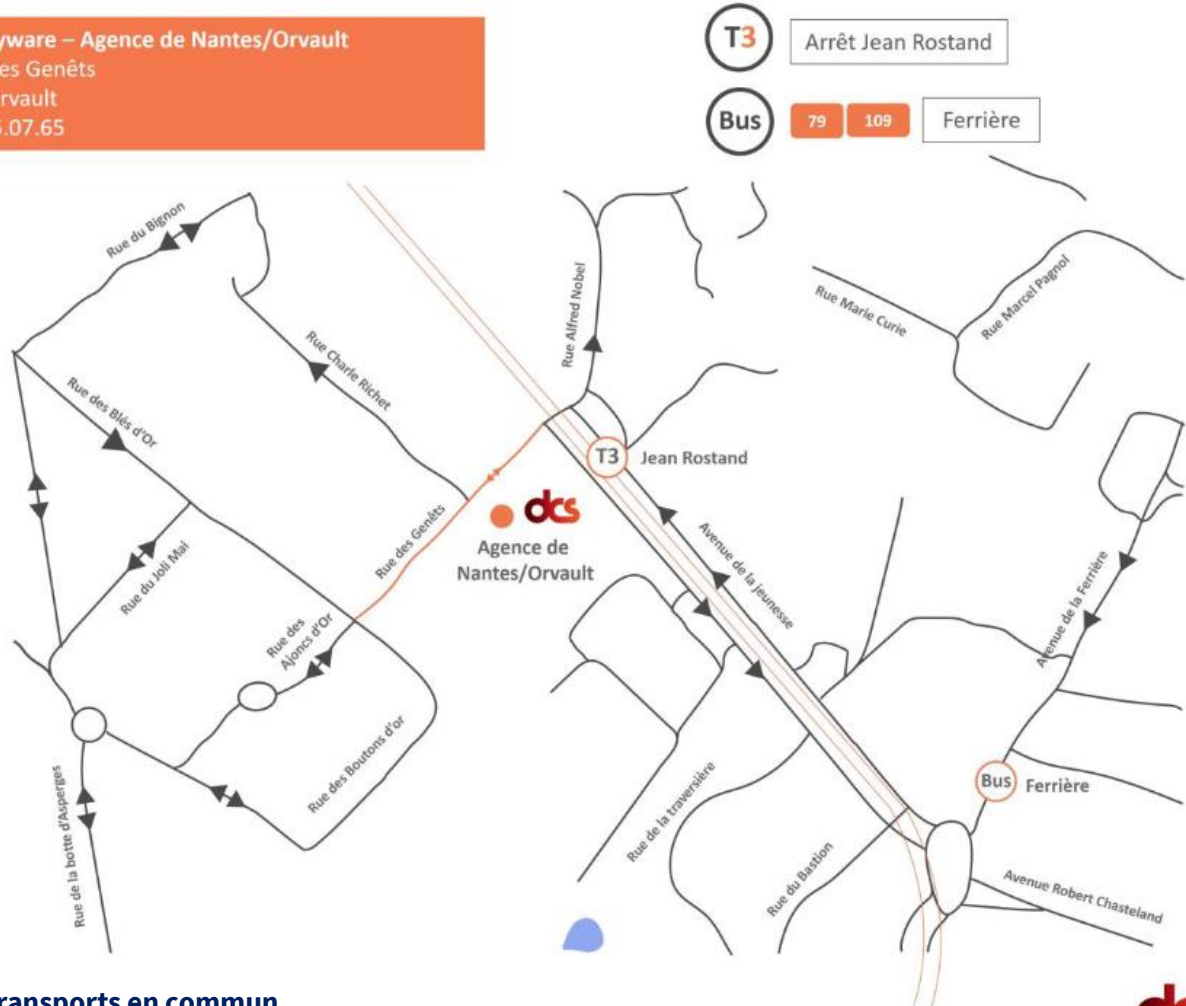 yware – Agence de Nantes/Orvault
es Genêts
rvault
.07.65
T3
Arrêt Jean Rostand
Bus
79
109
Ferrière
Rue du Bignon
Rue Charle Richet
Rue des Blés d'Or
Rue du Joli Mai
Rue des Genêts
Rue des
Ajoncs d'Or
Rue des Boutons d'or
Rue de la botte d'Asperges
Rue Alfred Nobel
Rue Marie Curie
Rue Marcel Pagnol
T3
Jean Rostand
dcs
Agence de
Nantes/Orvault
Avenue de la jeunesse
Avenue de la Ferrière
Bus
Ferrière
Rue de la traversière
Rue du Bastion
Avenue Robert Chasteland
ransports en commun